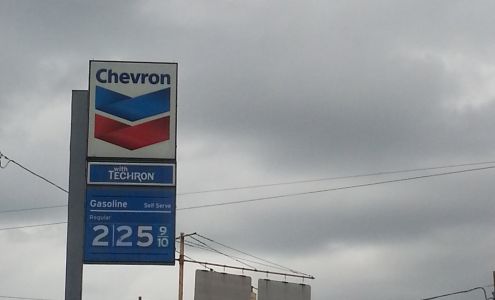 Chevron
with
TECHRON
Gasoline Self Serve
Regular
2 25 9/10